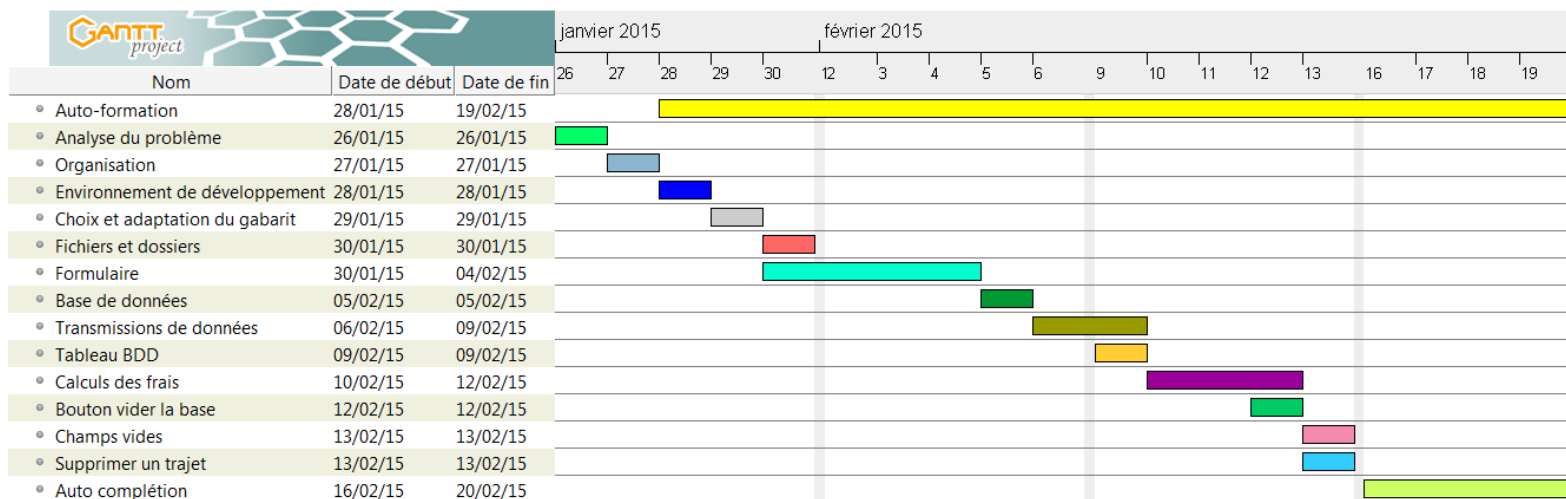 GANTT project
janvier 2015 février 2015
26 27 28 29 30 12 3 4 5 6 9 10 11 12 13 16 17 18 19
Nom Date de début Date de fin
Auto-formation 28/01/15 19/02/15
Analyse du problème 26/01/15 26/01/15
Organisation 27/01/15 27/01/15
Environnement de développement 28/01/15 28/01/15
Choix et adaptation du gabarit 29/01/15 29/01/15
Fichiers et dossiers 30/01/15 30/01/15
Formulaire 30/01/15 04/02/15
Base de données 05/02/15 05/02/15
Transmissions de données 06/02/15 09/02/15
Tableau BDD 09/02/15 09/02/15
Calculs des frais 10/02/15 12/02/15
Bouton vider la base 12/02/15 12/02/15
Champs vides 13/02/15 13/02/15
Supprimer un trajet 13/02/15 13/02/15
Auto complétion 16/02/15 20/02/15